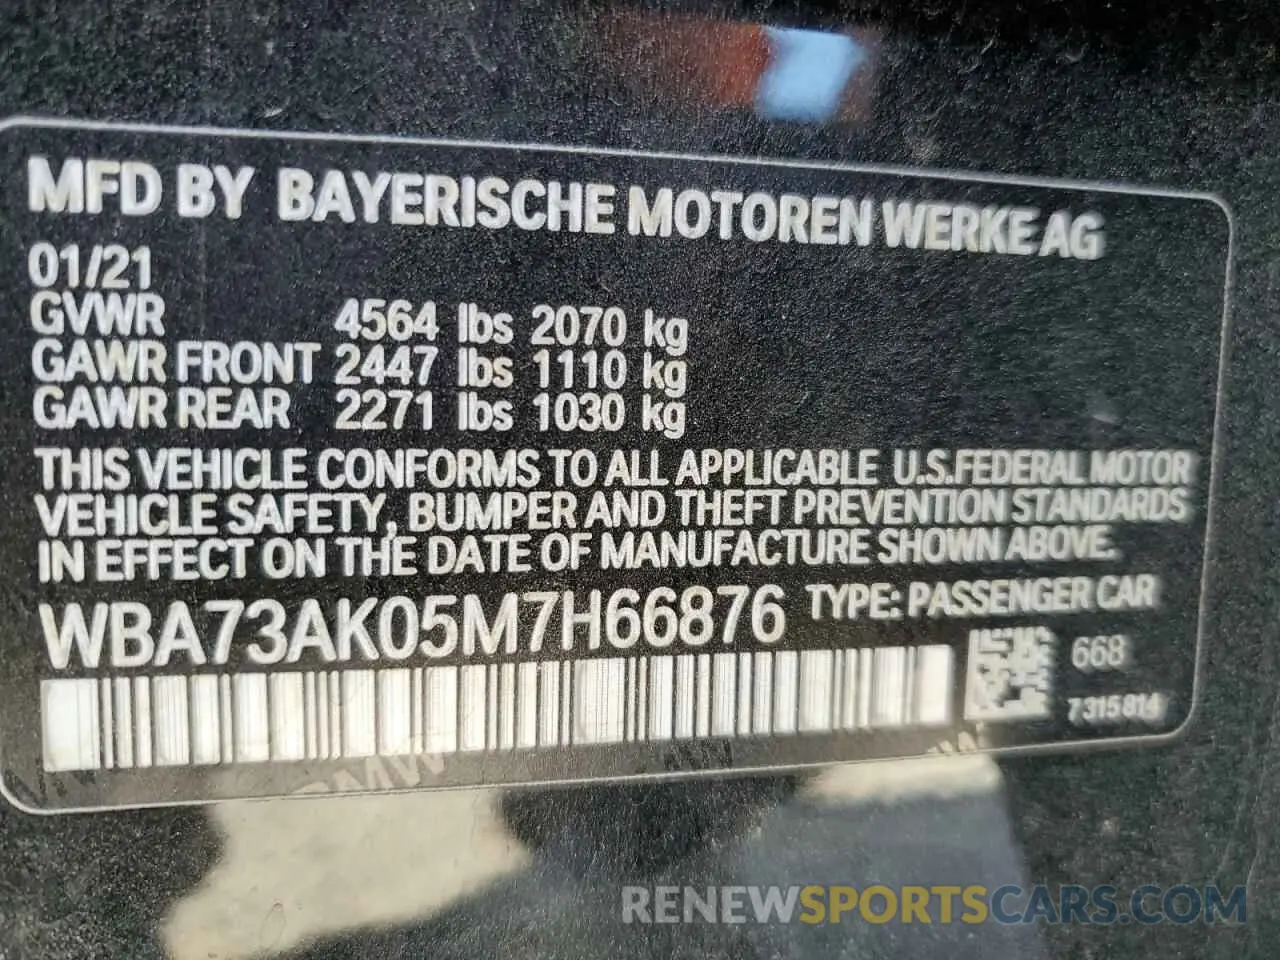 MFD BY BAYERISCHE MOTOREN WERKE AG
01/21
GVWR 4564 lbs 2070 kg
GAWR FRONT 2447 lbs 1110 kg
GAWR REAR 2271 lbs 1030 kg
THIS VEHICLE CONFORMS TO ALL APPLICABLE U.S.FEDERAL MOTOR
VEHICLE SAFETY, BUMPER AND THEFT PREVENTION STANDARDS
IN EFFECT ON THE DATE OF MANUFACTURE SHOWN ABOVE.
WBA73AK05M7H66876 TYPE: PASSENGER CAR
668
7315814
BMW
RENEWSPORTSCARS.COM